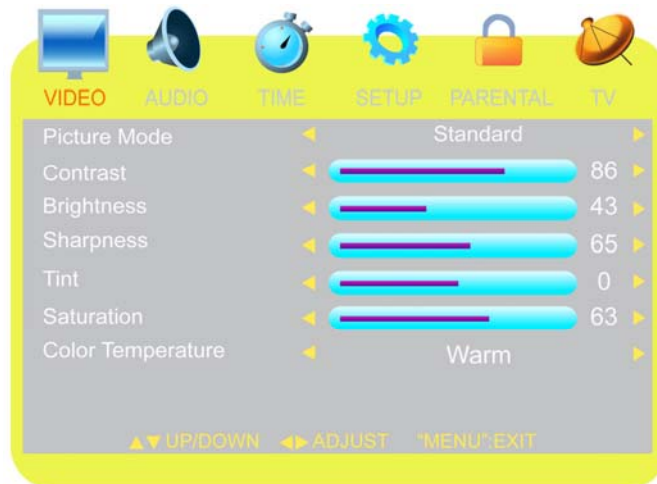 VIDEO AUDIO TIME SETUP PARENTAL TV
Picture Mode Standard
Contrast 86
Brightness 43
Sharpness 65
Tint 0
Saturation 63
Color Temperature Warm
▲▼ UP/DOWN ◀▶ ADJUST "MENU":EXIT